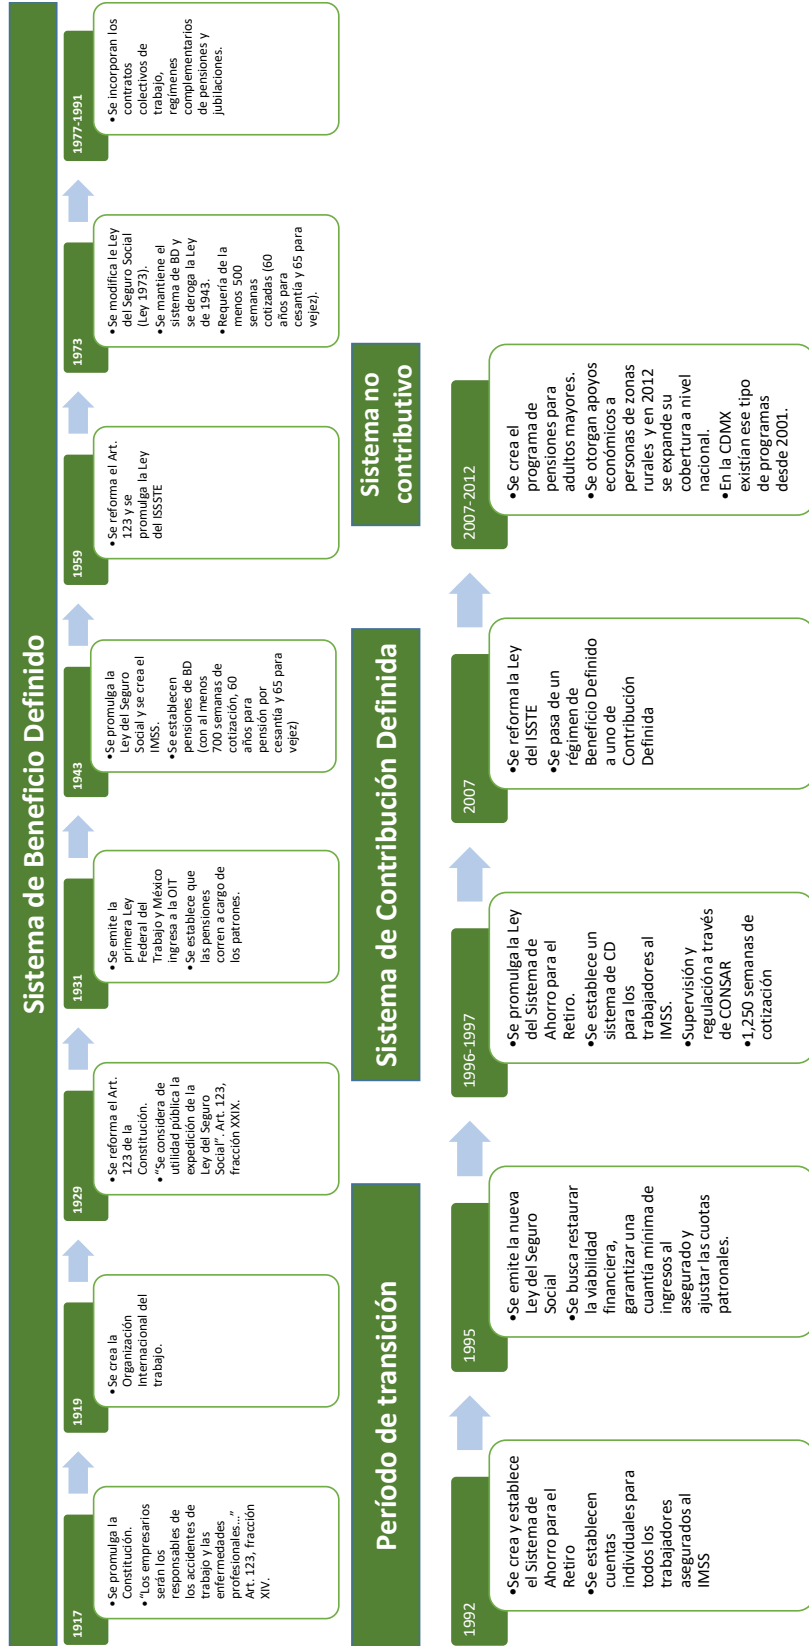 Sistema de Beneficio Definido
1917
•Se promulga la
Constitución.
•"Los empresarios
serán los
responsables de
los accidentes de
trabajo y las
enfermedades
profesionales..."
Art. 123, fracción
XIV.
1919
•Se crea la
Organización
Internacional del
trabajo.
1929
•Se reforma el Art.
123 de la
Constitución.
•"Se considera de
utilidad pública la
expedición de la
Ley del Seguro
Social". Art. 123,
fracción XXIX.
1931
•Se emite la
primera Ley
Federal del
Trabajo y México
ingresa a la OIT
•Se establece que
las pensiones
corren a cargo de
los patrones.
1943
•Se promulga la
Ley del Seguro
Social y se crea el
IMSS.
•Se establecen
pensiones de BD
(con al menos
700 semanas de
cotización, 60
años para
pensión por
cesantía y 65 para
vejez)
1959
•Se reforma el Art.
123 y se
promulga la Ley
del ISSSTE
1973
•Se modifica le Ley
del Seguro Social
(Ley 1973).
•Se mantiene el
sistema de BD y
se deroga la Ley
de 1943.
•Requería de la
menos 500
semanas
cotizadas (60
años para
cesantía y 65 para
vejez).
1977-1991
•Se incorporan los
contratos
colectivos de
trabajo,
regímenes
complementarios
de pensiones y
jubilaciones.
Período de transición
Sistema de Contribución Definida
Sistema no
contributivo
1992
•Se crea y establece
el Sistema de
Ahorro para el
Retiro
•Se establecen
cuentas
individuales para
todos los
trabajadores
asegurados al
IMSS
1995
•Se emite la nueva
Ley del Seguro
Social
•Se busca restaurar
la viabilidad
financiera,
garantizar una
cuantía mínima de
ingresos al
asegurado y
ajustar las cuotas
patronales.
1996-1997
•Se promulga la Ley
del Sistema de
Ahorro para el
Retiro.
•Se establece un
sistema de CD
para los
trabajadores al
IMSS.
•Supervisión y
regulación a través
de CONSAR
•1,250 semanas de
cotización
2007
•Se reforma la Ley
del ISSTE
•Se pasa de un
régimen de
Beneficio Definido
a uno de
Contribución
Definida
2007-2012
•Se crea el
programa de
pensiones para
adultos mayores.
•Se otorgan apoyos
económicos a
personas de zonas
rurales y en 2012
se expande su
cobertura a nivel
nacional.
•En la CDMX
existían ese tipo
de programas
desde 2001.